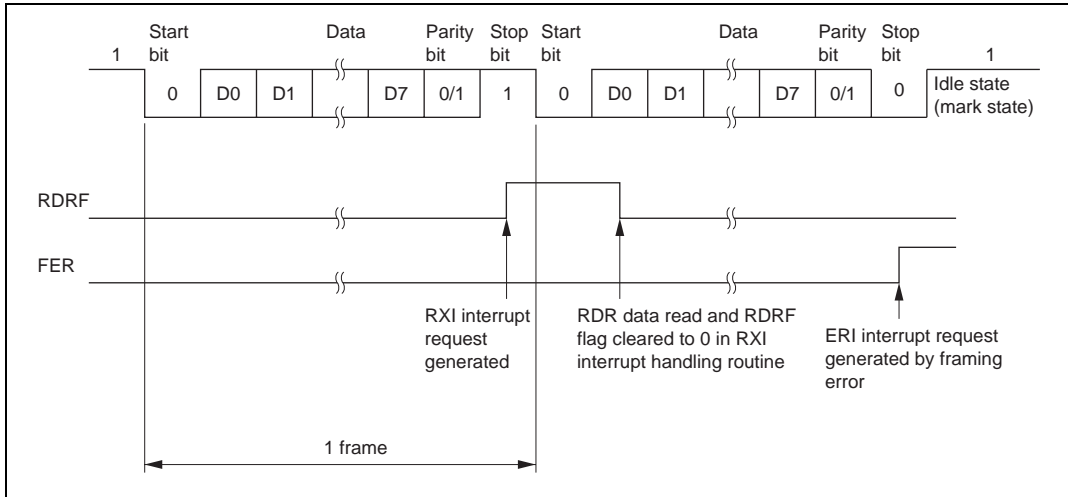 Start Data Parity Stop Start Data Parity Stop
1 bit bit bit bit bit bit 1
0 D0 D1 D7 0/1 1 0 D0 D1 D7 0/1 0 Idle state
(mark state)
RDRF
FER
RXI interrupt
request
generated
RDR data read and RDRF
flag cleared to 0 in RXI
interrupt handling routine
ERI interrupt request
generated by framing
error
1 frame